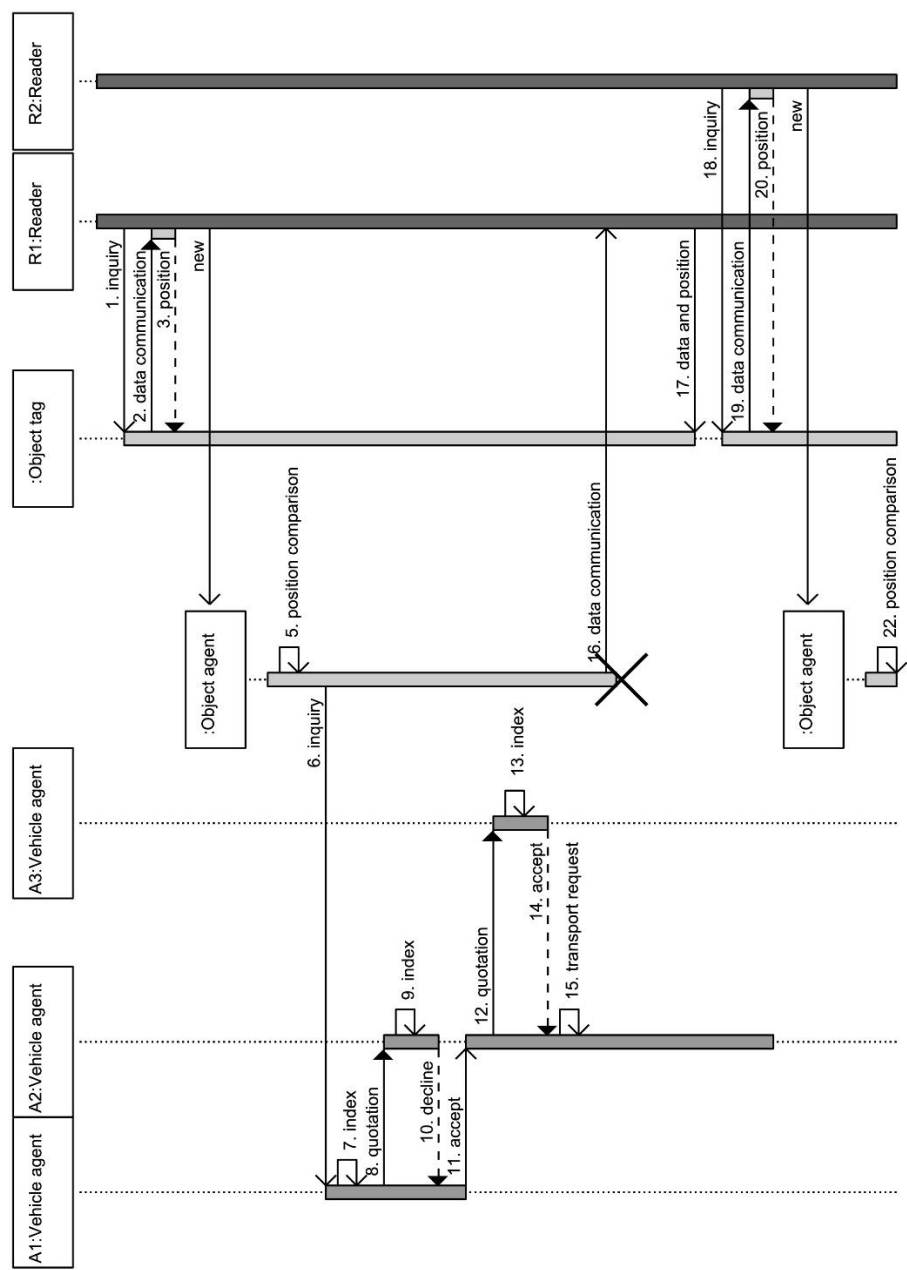 A1:Vehicle agent
A2:Vehicle agent
A3:Vehicle agent
:Object tag
R1:Reader
R2:Reader
1. inquiry
2. data communication
3. position
new
:Object agent
5. position comparison
6. inquiry
7. index
8. quotation
9. index
10. decline
11. accept
12. quotation
13. index
14. accept
15. transport request
16. data communication
17. data and position
18. inquiry
19. data communication
20. position
new
:Object agent
22. position comparison